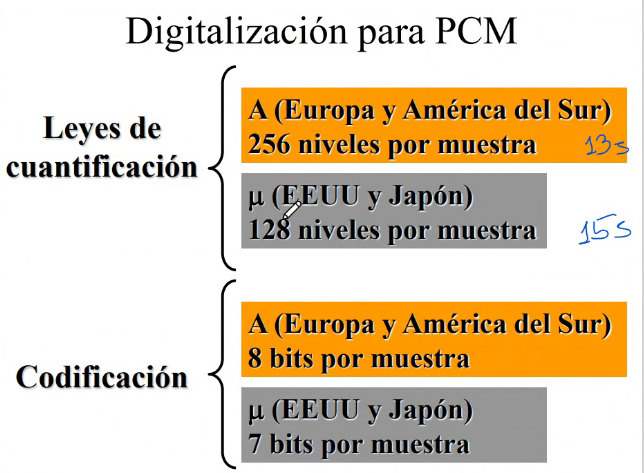 Digitalización para PCM
Leyes de
cuantificación
A (Europa y América del Sur)
256 niveles por muestra 13s
μ (EEUU y Japón)
128 niveles por muestra 15s
Codificación
A (Europa y América del Sur)
8 bits por muestra
μ (EEUU y Japón)
7 bits por muestra